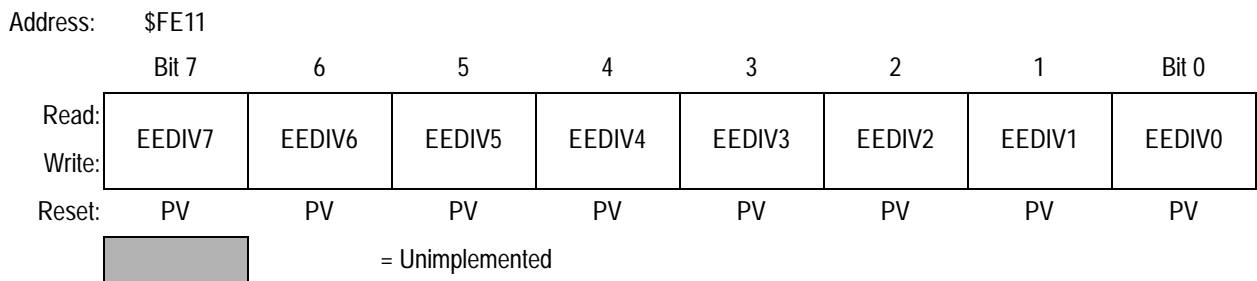 Address: $FE11
Bit 7 6 5 4 3 2 1 Bit 0
Read:
EEDIV7 EEDIV6 EEDIV5 EEDIV4 EEDIV3 EEDIV2 EEDIV1 EEDIV0
Write:
Reset: PV PV PV PV PV PV PV PV
= Unimplemented